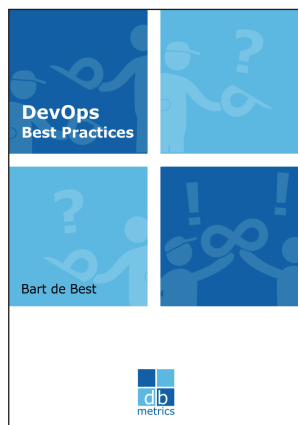 DevOps
Best Practices
?
?
!
!
Bart de Best
db
metrics